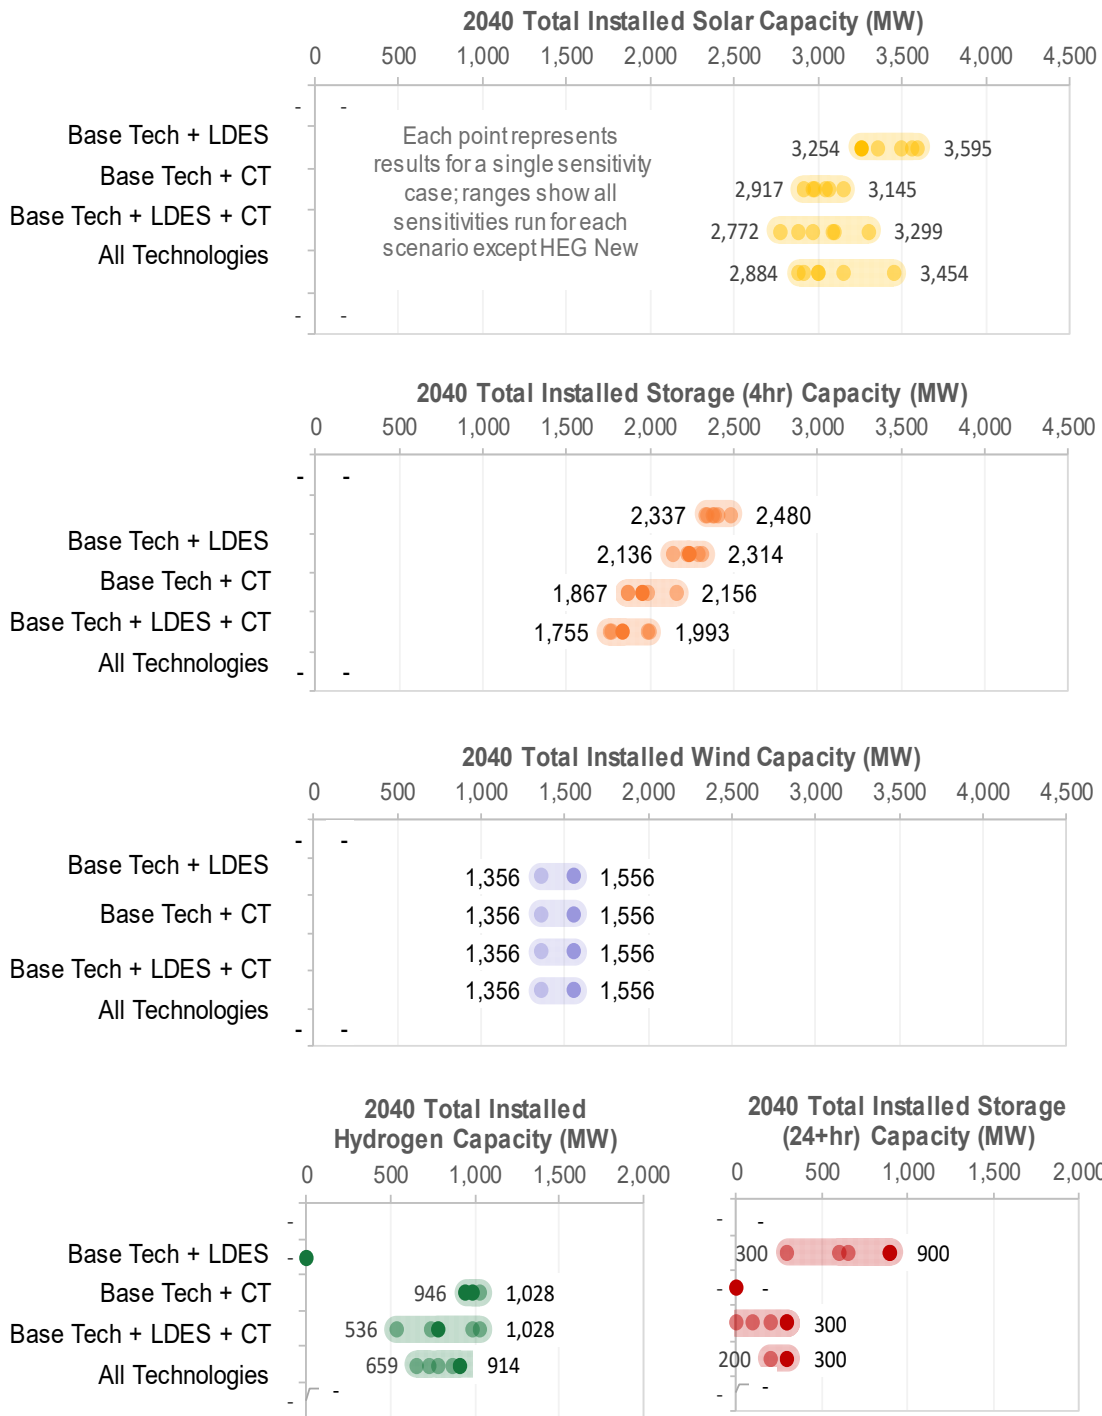 2040 Total Installed Solar Capacity (MW)
0 500 1,000 1,500 2,000 2,500 3,000 3,500 4,000 4,500
- -
Base Tech + LDES
3,254 3,595
Base Tech + CT
2,917 3,145
Base Tech + LDES + CT
2,772 3,299
All Technologies
2,884 3,454
Each point represents
results for a single sensitivity
case; ranges show all
sensitivities run for each
scenario except HEG New
- -
2040 Total Installed Storage (4hr) Capacity (MW)
0 500 1,000 1,500 2,000 2,500 3,000 3,500 4,000 4,500
- -
2,337 2,480
Base Tech + LDES
2,136 2,314
Base Tech + CT
1,867 2,156
Base Tech + LDES + CT
1,755 1,993
All Technologies
- -
2040 Total Installed Wind Capacity (MW)
0 500 1,000 1,500 2,000 2,500 3,000 3,500 4,000 4,500
- -
Base Tech + LDES
1,356 1,556
Base Tech + CT
1,356 1,556
1,356 1,556
Base Tech + LDES + CT
1,356 1,556
All Technologies
- -
2040 Total Installed
Hydrogen Capacity (MW)
0 500 1,000 1,500 2,000
-
Base Tech + LDES
-
Base Tech + CT
946 1,028
Base Tech + LDES + CT
536 1,028
All Technologies
659 914
- -
2040 Total Installed Storage
(24+hr) Capacity (MW)
0 500 1,000 1,500 2,000
- -
300 900
- -
300
200 300
- -